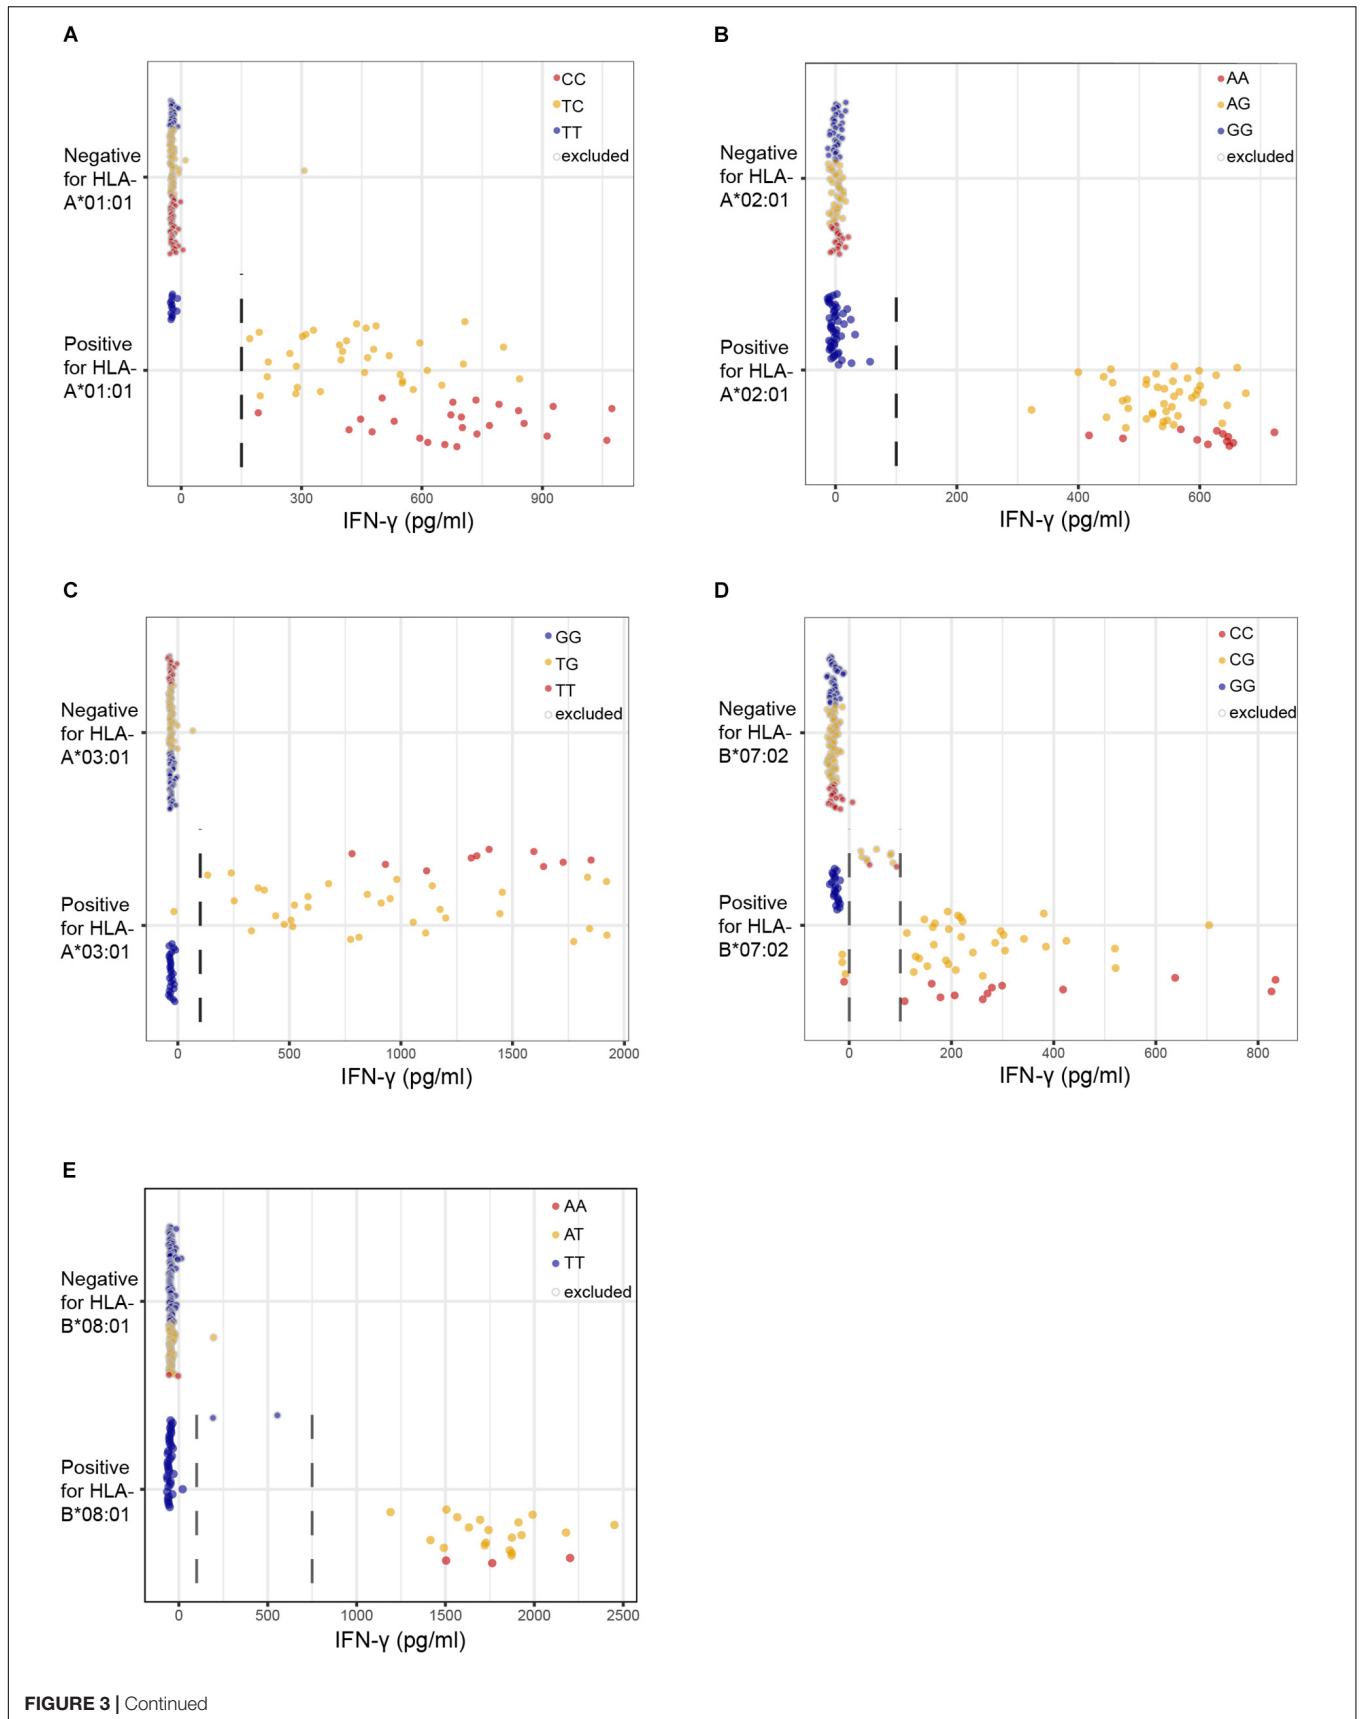 A
CC
TC
TT
excluded
Negative
for HLA-
A*01:01
Positive
for HLA-
A*01:01
0 300 600 900
IFN-γ (pg/ml)
B
AA
AG
GG
excluded
Negative
for HLA-
A*02:01
Positive
for HLA-
A*02:01
0 200 400 600
IFN-γ (pg/ml)
C
GG
TG
TT
excluded
Negative
for HLA-
A*03:01
Positive
for HLA-
A*03:01
0 500 1000 1500 2000
IFN-γ (pg/ml)
D
CC
CG
GG
excluded
Negative
for HLA-
B*07:02
Positive
for HLA-
B*07:02
0 200 400 600 800
IFN-γ (pg/ml)
E
AA
AT
TT
excluded
Negative
for HLA-
B*08:01
Positive
for HLA-
B*08:01
0 500 1000 1500 2000 2500
IFN-γ (pg/ml)
FIGURE 3 | Continued